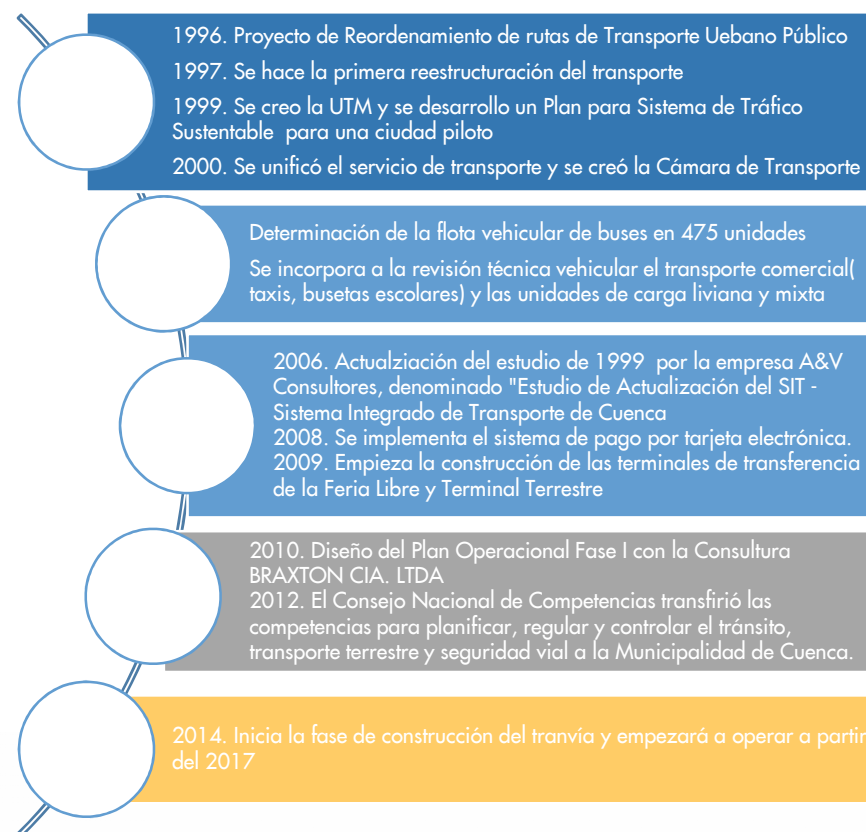 1996. Proyecto de Reordenamiento de rutas de Transporte Uebano Público
1997. Se hace la primera reestructuración del transporte
1999. Se creo la UTM y se desarrollo un Plan para Sistema de Tráfico
Sustentable para una ciudad piloto
2000. Se unificó el servicio de transporte y se creó la Cámara de Transporte
Determinación de la flota vehicular de buses en 475 unidades
Se incorpora a la revisión técnica vehicular el transporte comercial(
taxis, busetas escolares) y las unidades de carga liviana y mixta
2006. Actualziación del estudio de 1999 por la empresa A&V
Consultores, denominado "Estudio de Actualización del SIT -
Sistema Integrado de Transporte de Cuenca
2008. Se implementa el sistema de pago por tarjeta electrónica.
2009. Empieza la construcción de las terminales de transferencia
de la Feria Libre y Terminal Terrestre
2010. Diseño del Plan Operacional Fase I con la Consultura
BRAXTON CIA. LTDA
2012. El Consejo Nacional de Competencias transfirió las
competencias para planificar, regular y controlar el tránsito,
transporte terrestre y seguridad vial a la Municipalidad de Cuenca.
2014. Inicia la fase de construcción del tranvía y empezará a operar a partir
del 2017